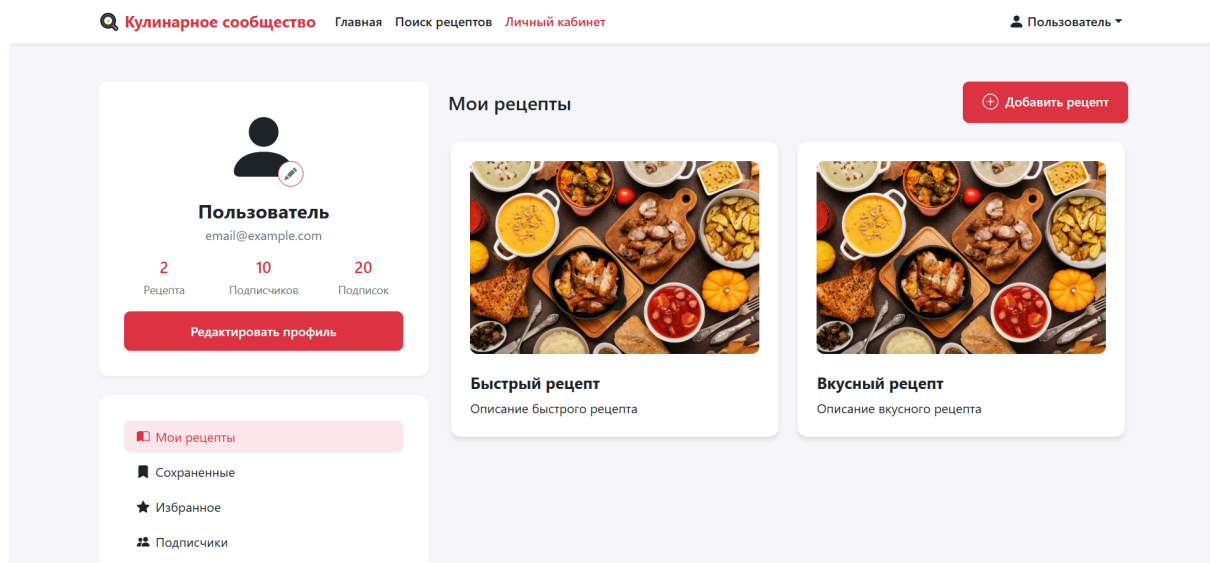 Кулинарное сообщество Главная Поиск рецептов Личный кабинет Пользователь
Пользователь
email@example.com
2 10 20
Рецепта Подписчиков Подписок
Редактировать профиль
Мои рецепты
Сохраненные
Избранное
Подписчики
Мои рецепты
Добавить рецепт
Быстрый рецепт
Описание быстрого рецепта
Вкусный рецепт
Описание вкусного рецепта